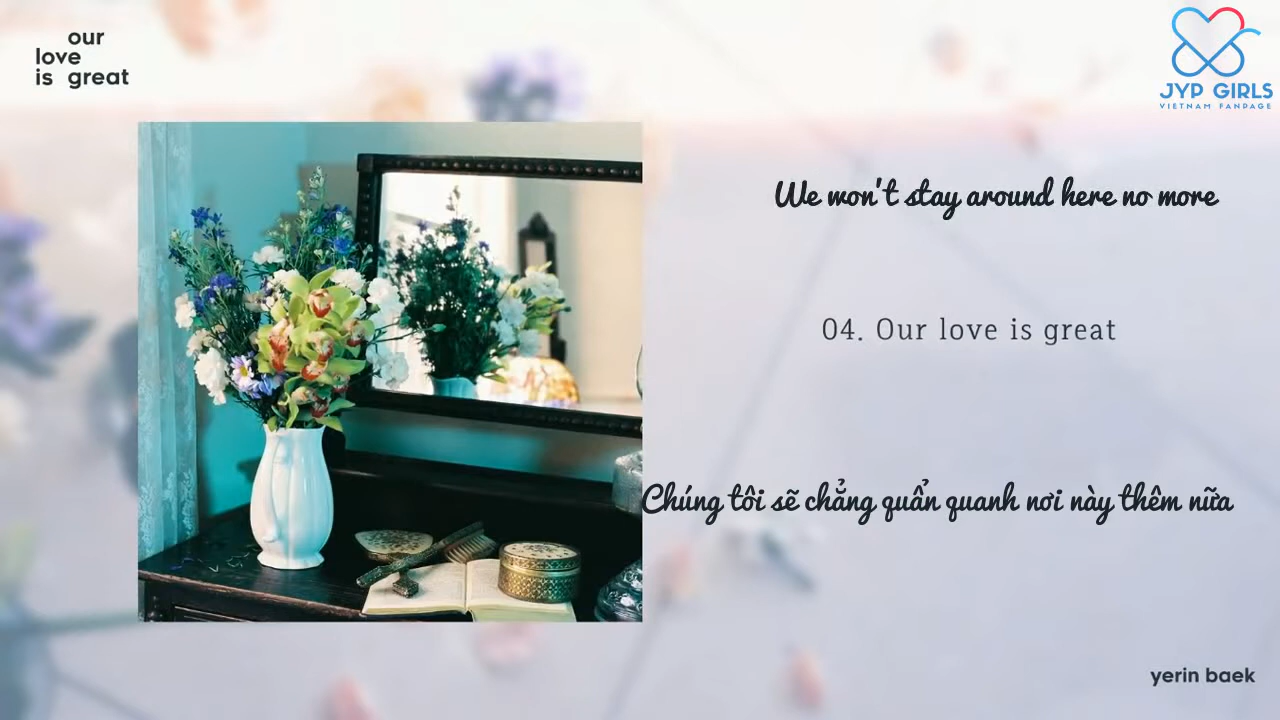 our
love
is great
JYP GIRLS
VIETNAM FANPAGE
We won't stay around here no more
04. Our love is great
Chúng tôi sẽ chẳng quẩn quanh nơi này thêm nữa
yerin baek